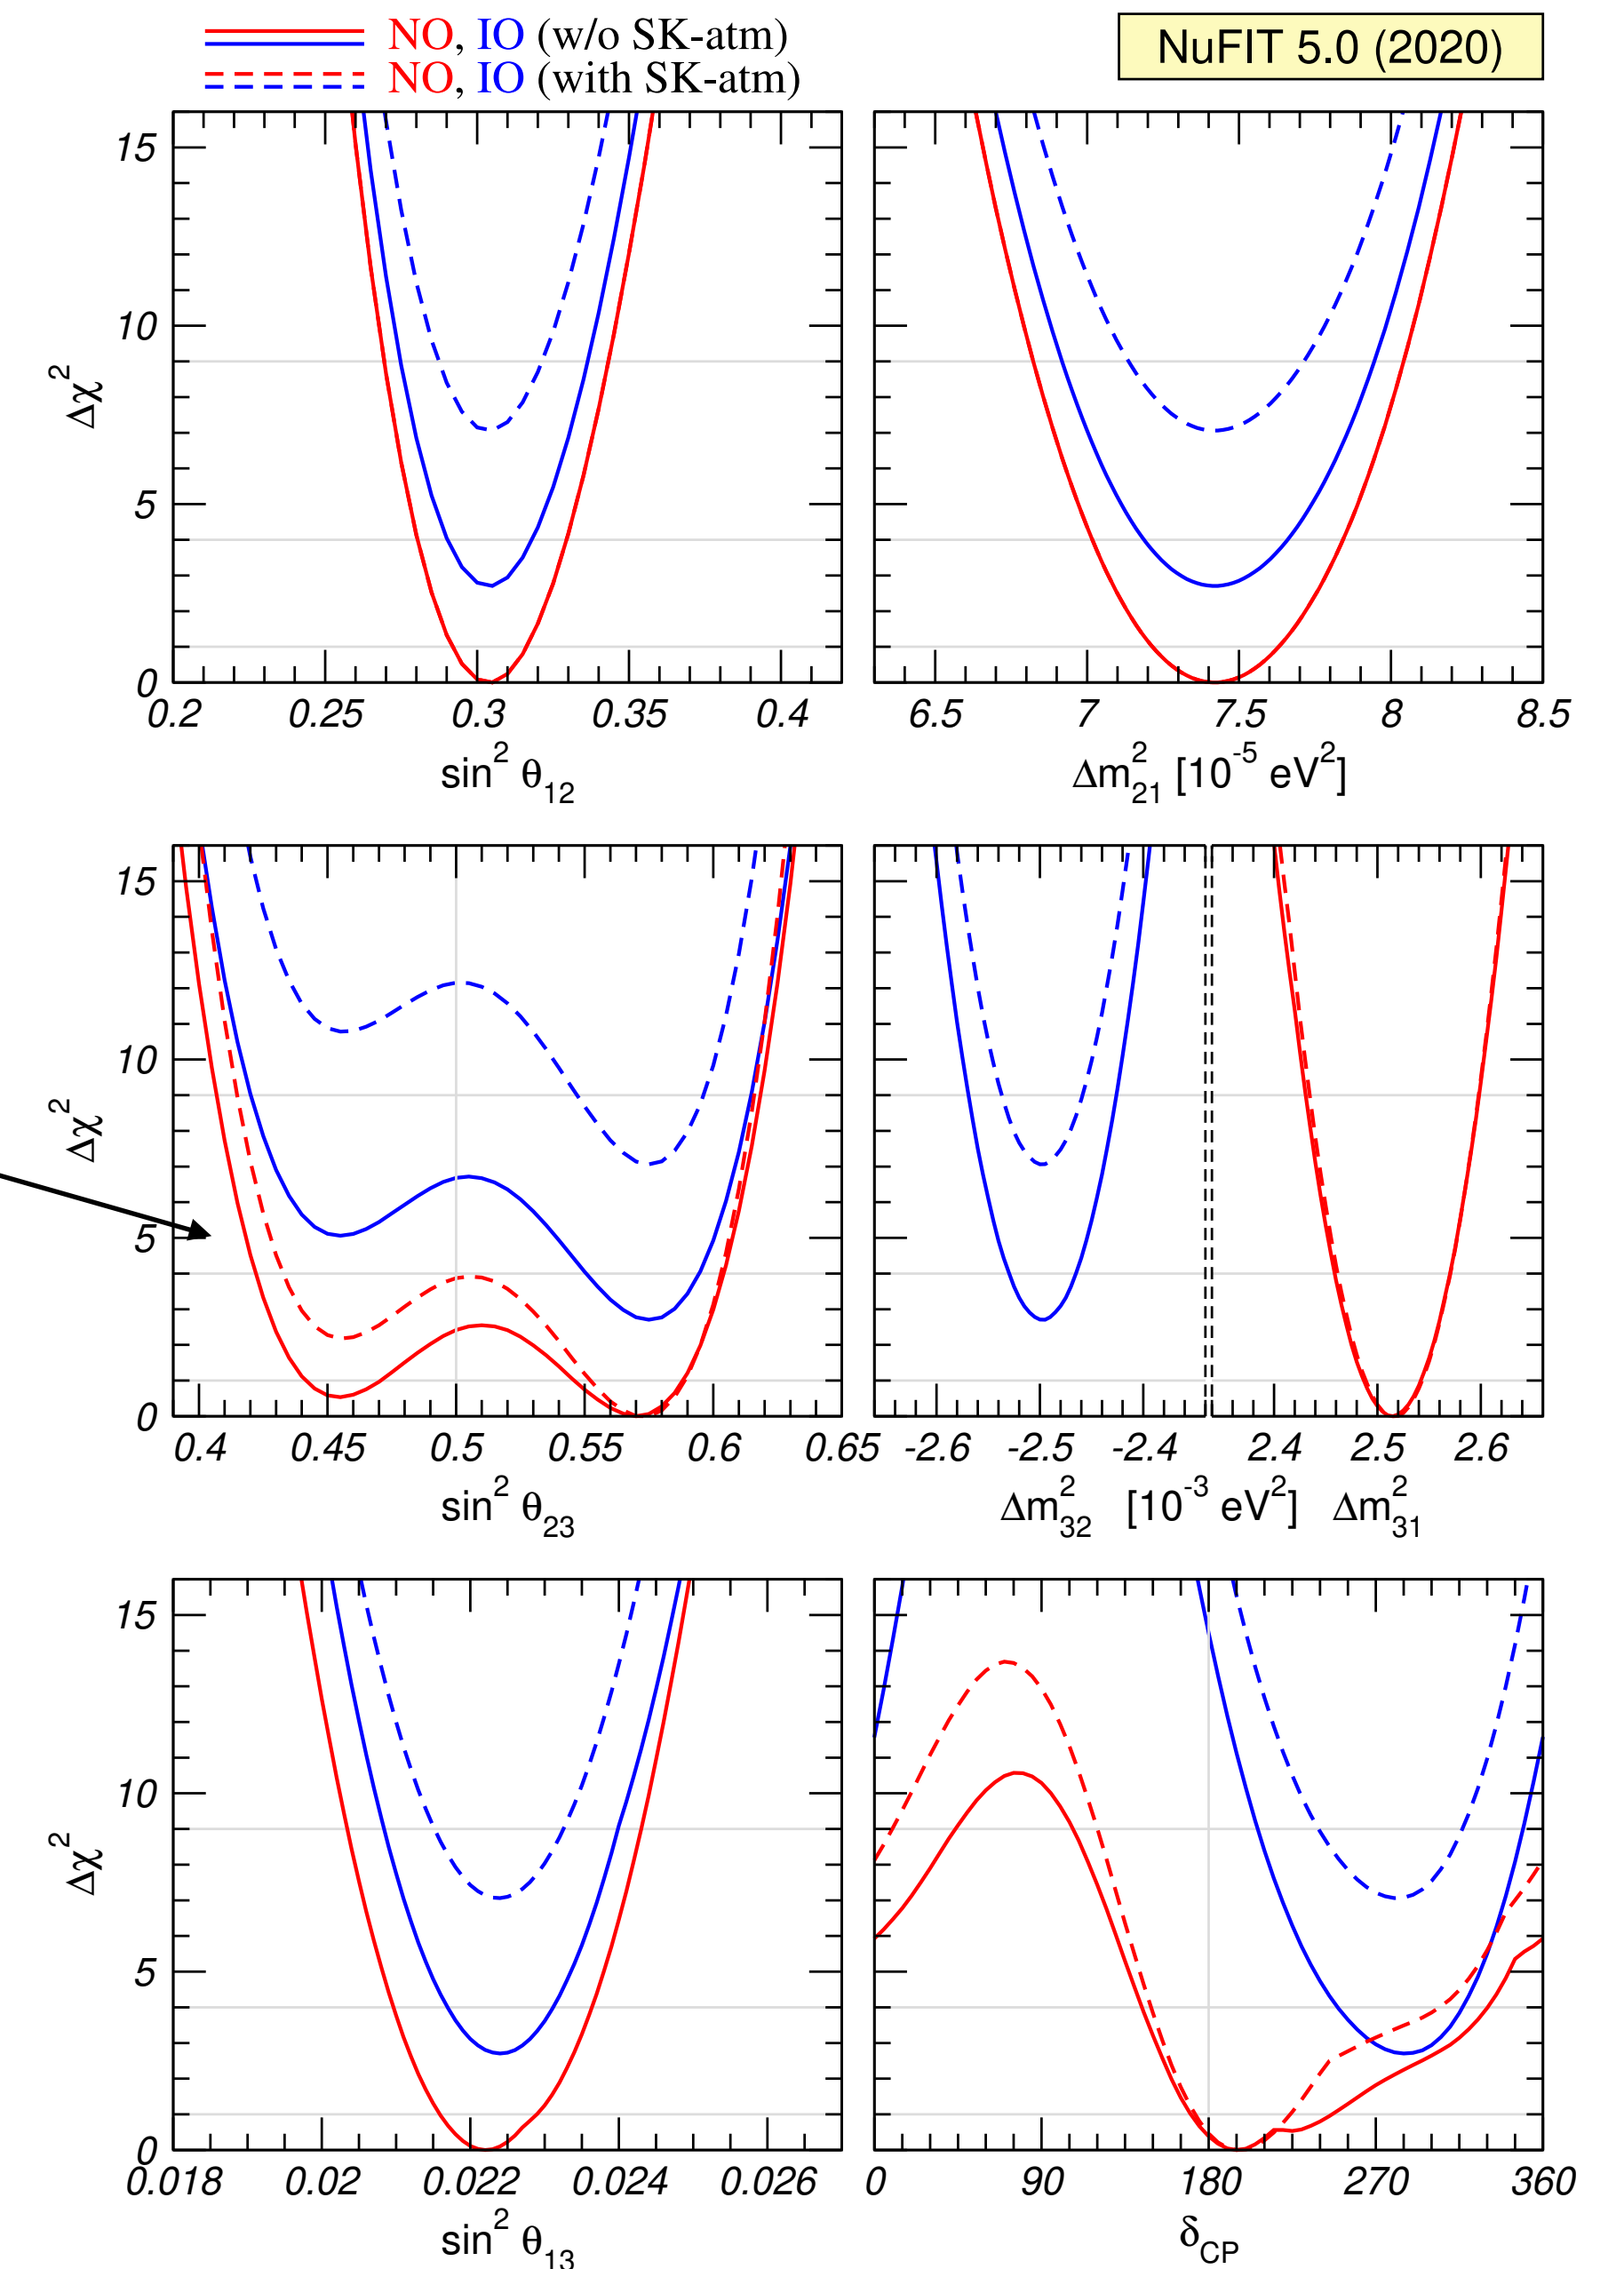 NO, IO (w/o SK-atm)
NO, IO (with SK-atm)
NuFIT 5.0 (2020)
15
10
5
0
Δχ²
0.2 0.25 0.3 0.35 0.4
sin² θ₁₂
6.5 7 7.5 8 8.5
Δm²₂₁ [10⁻⁵ eV²]
15
10
5
0
Δχ²
0.4 0.45 0.5 0.55 0.6 0.65
sin² θ₂₃
-2.6 -2.5 -2.4 2.4 2.5 2.6
Δm²₃₂ [10⁻³ eV²] Δm²₃₁
15
10
5
0
Δχ²
0.018 0.02 0.022 0.024 0.026
sin² θ₁₃
0 90 180 270 360
δCP